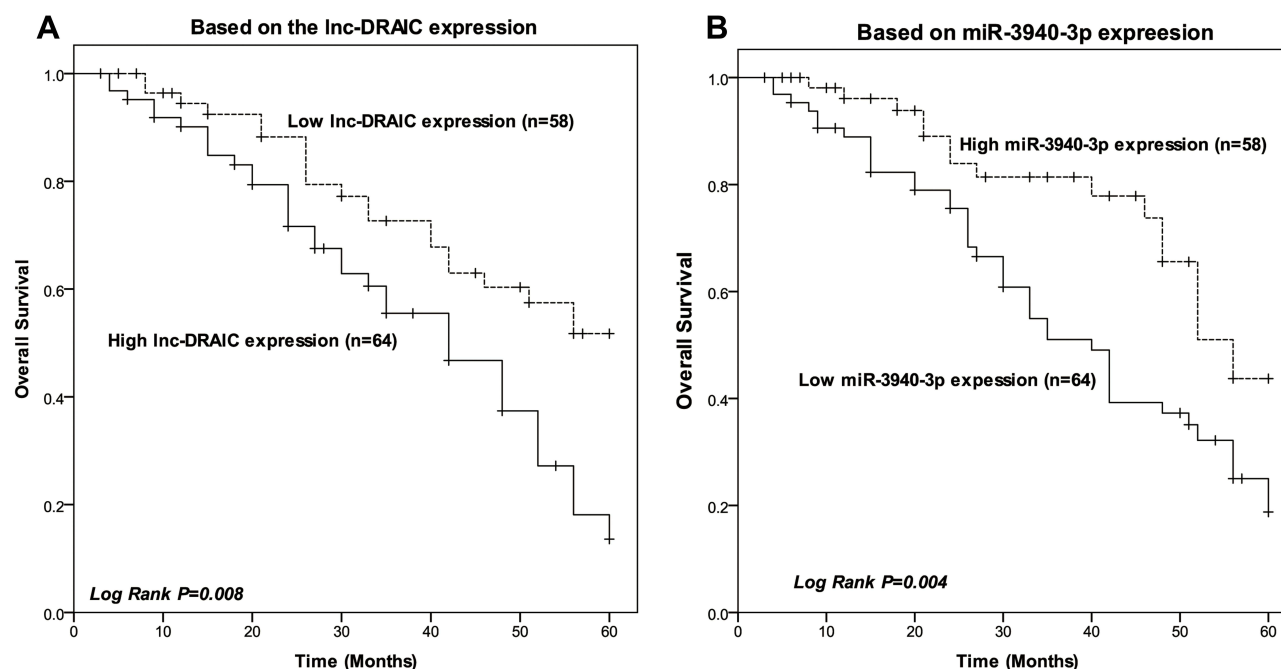 A
Based on the lnc-DRAIC expression
1.0
0.8
0.6
0.4
0.2
0.0
Overall Survival
Low lnc-DRAIC expression (n=58)
High lnc-DRAIC expression (n=64)
Log Rank P=0.008
0 10 20 30 40 50 60
Time (Months)
B
Based on miR-3940-3p expreesion
1.0
0.8
0.6
0.4
0.2
0.0
Overall Survival
High miR-3940-3p expression (n=58)
Low miR-3940-3p expession (n=64)
Log Rank P=0.004
0 10 20 30 40 50 60
Time (Months)